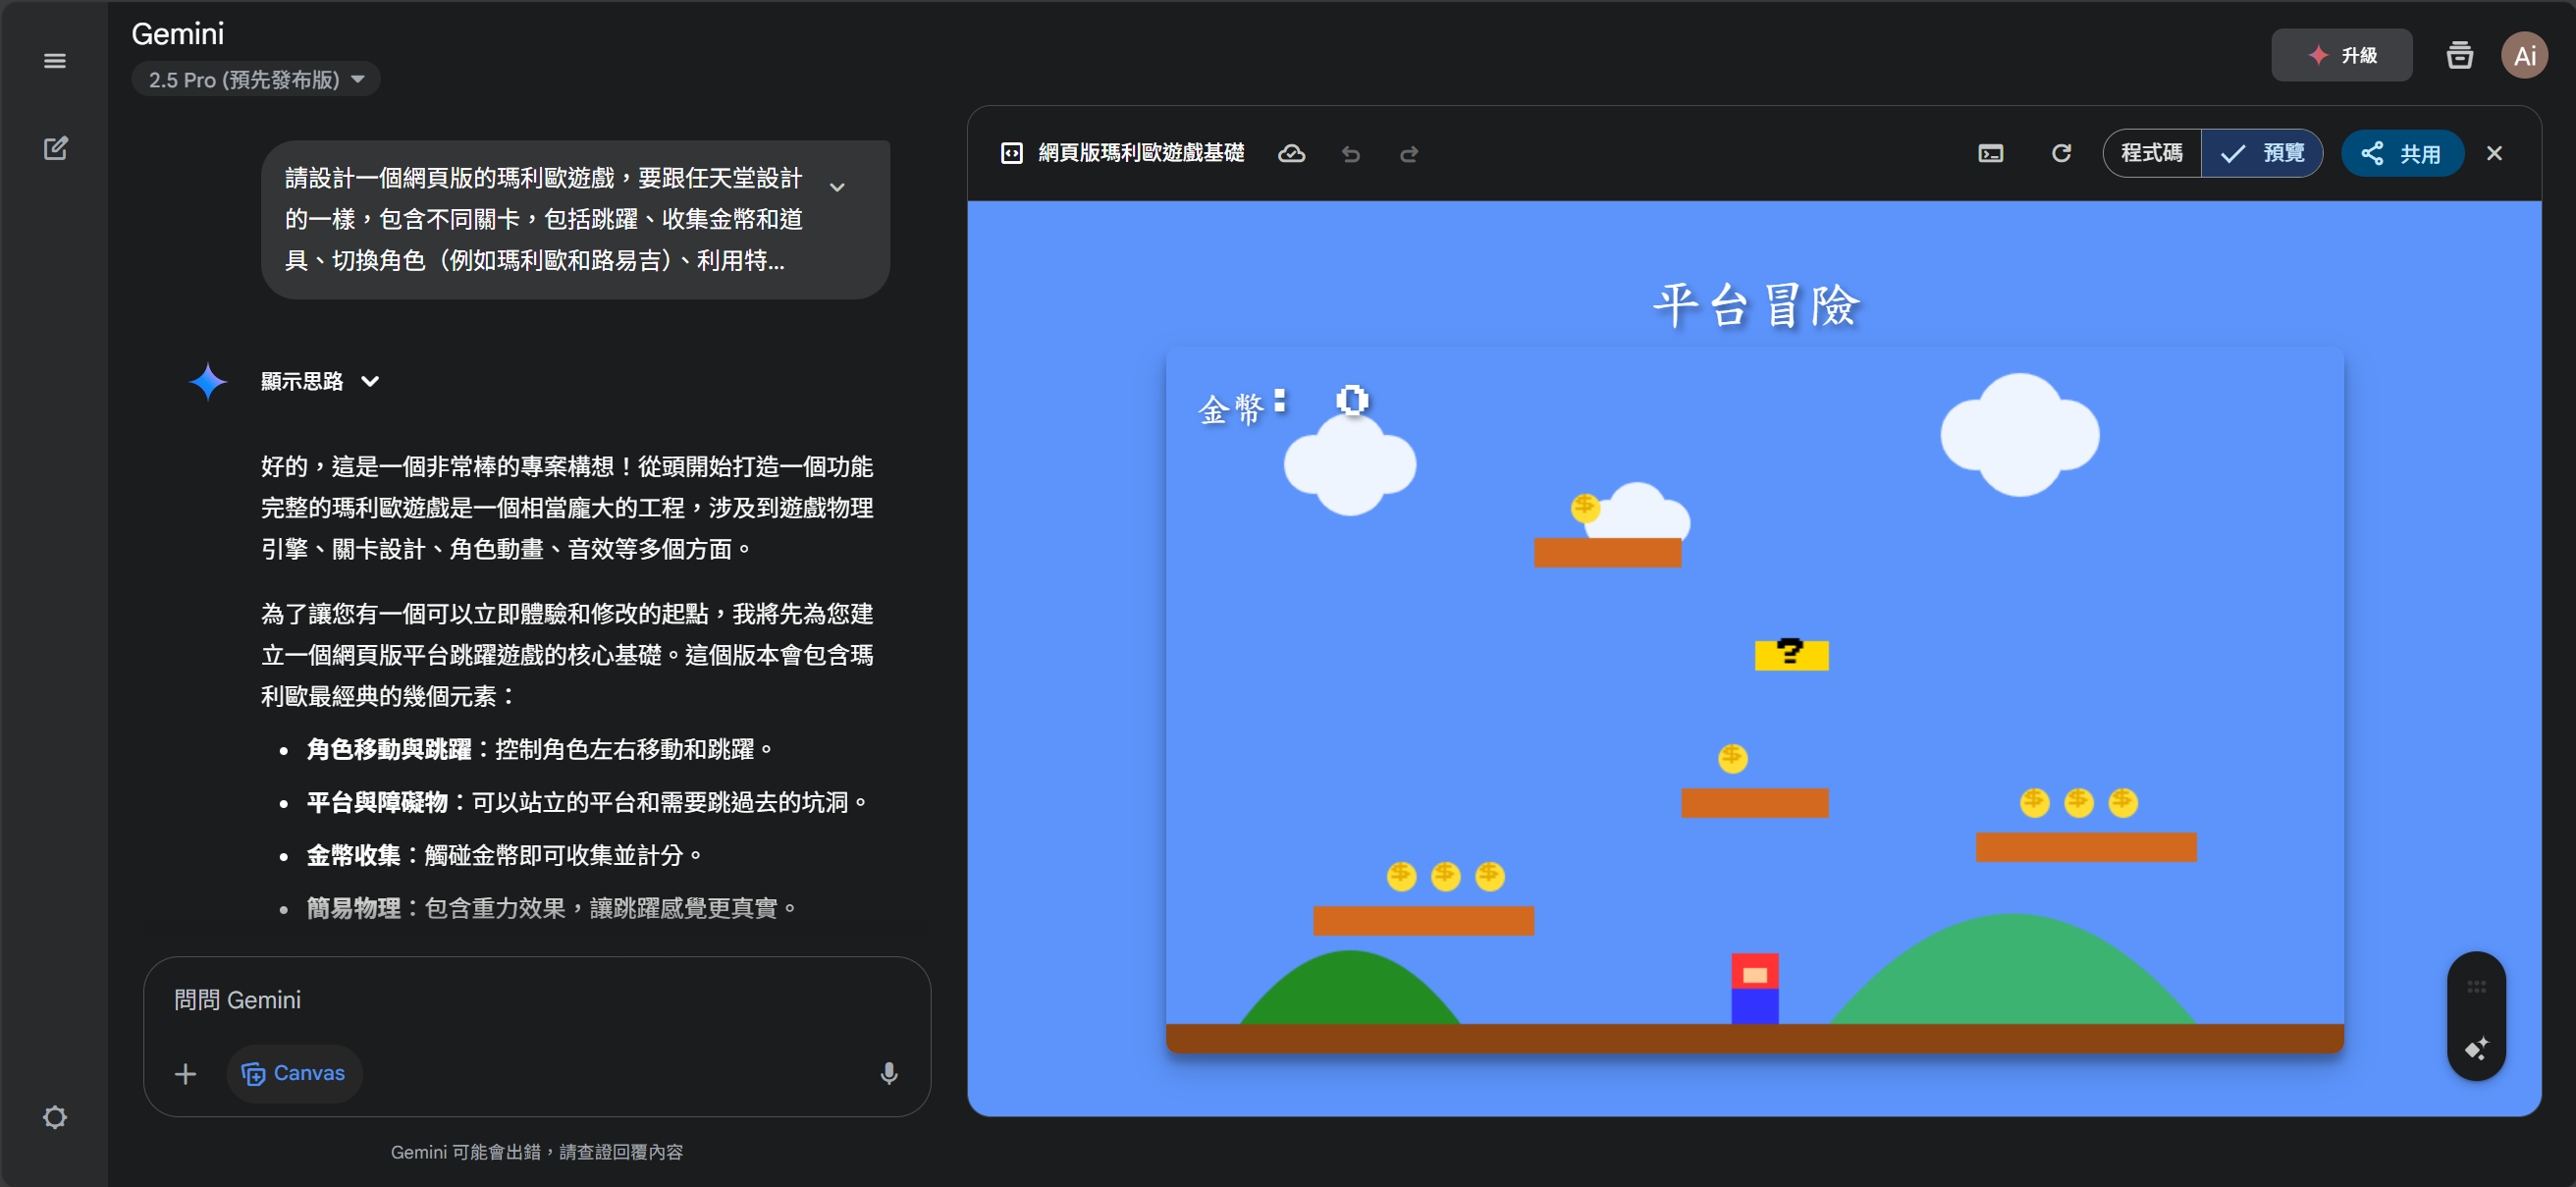 Gemini
2.5 Pro (預先發布版)
升級
Ai
請設計一個網頁版的瑪利歐遊戲，要跟任天堂設計
的一樣，包含不同關卡，包括跳躍、收集金幣和道
具、切換角色（例如瑪利歐和路易吉）、利用特...
顯示思路
好的，這是一個非常棒的專案構想！從頭開始打造一個功能
完整的瑪利歐遊戲是一個相當龐大的工程，涉及到遊戲物理
引擎、關卡設計、角色動畫、音效等多個方面。
為了讓您有一個可以立即體驗和修改的起點，我將先為您建
立一個網頁版平台跳躍遊戲的核心基礎。這個版本會包含瑪
利歐最經典的幾個元素：
• 角色移動與跳躍：控制角色左右移動和跳躍。
• 平台與障礙物：可以站立的平台和需要跳過去的坑洞。
• 金幣收集：觸碰金幣即可收集並計分。
• 簡易物理：包含重力效果，讓跳躍感覺更真實。
問問 Gemini
Canvas
Gemini 可能會出錯，請查證回覆內容
網頁版瑪利歐遊戲基礎
程式碼
預覽
共用
平台冒險
金幣： 0
$
?
$
$ $ $
$ $ $